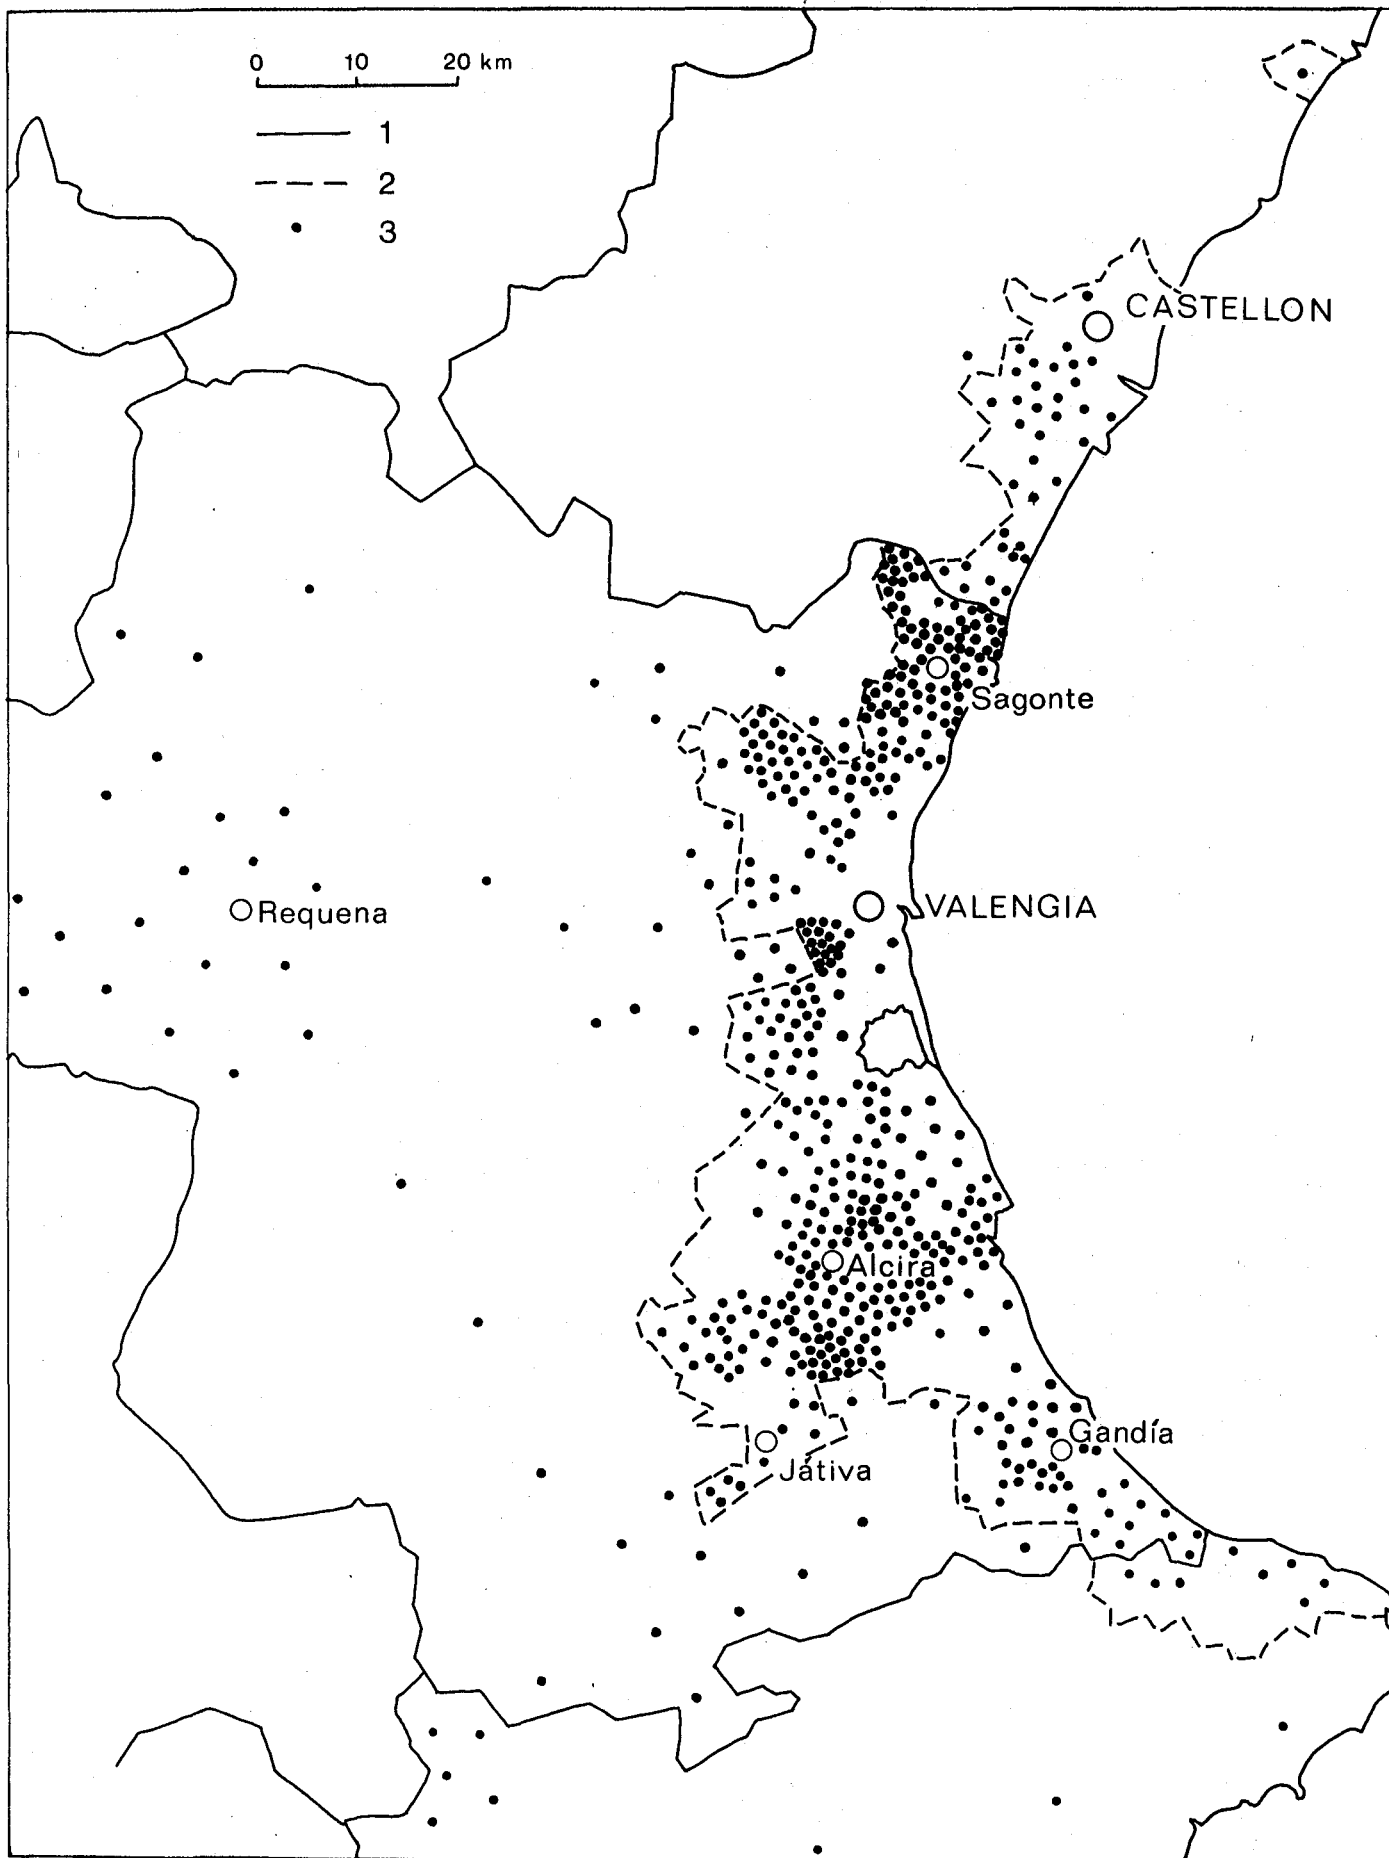 0 10 20 km
1
2
3
CASTELLON
Sagonte
Requena
VALENGIA
Alcira
Gandía
Játiva